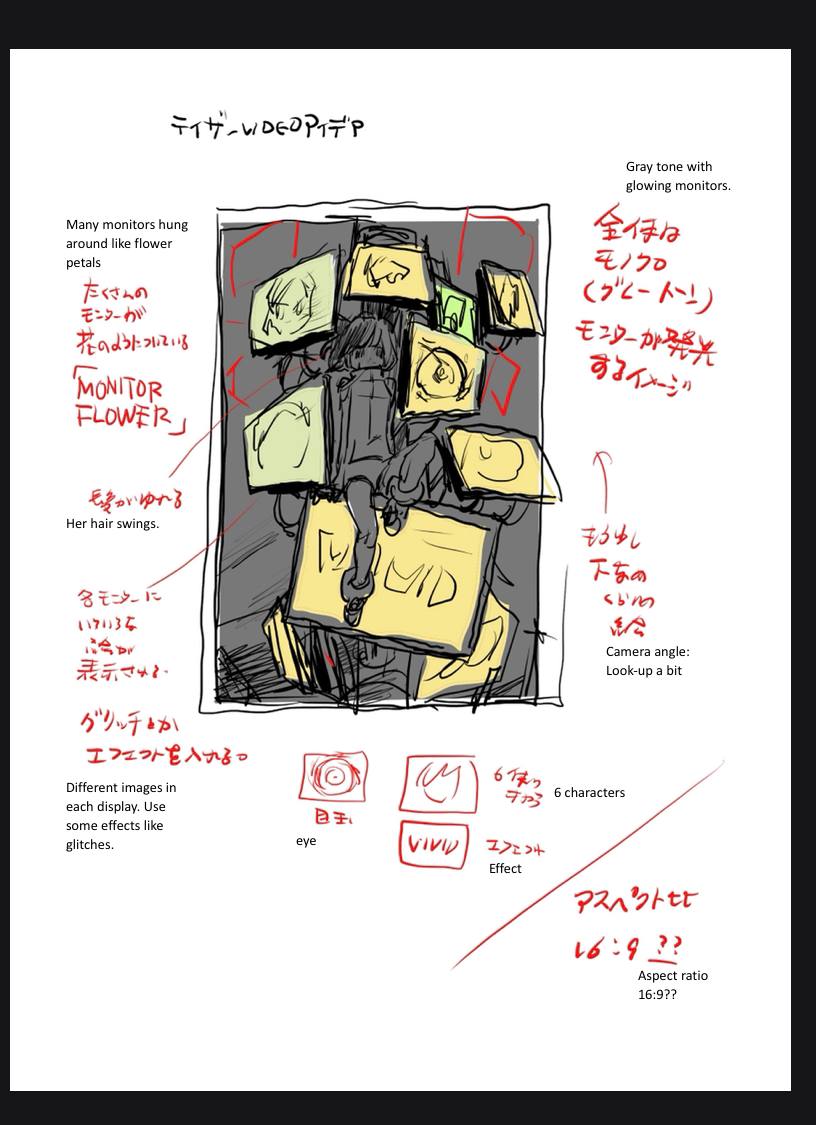 テイザーVIDEOアイデア
Gray tone with
glowing monitors.
Many monitors hung
around like flower
petals
たくさんの
モニターが
花のようについている
「MONITOR
FLOWER」
全体は
モノクロ
(グレートーン)
モニターが発光
するイメージ
髪がゆれる
Her hair swings.
もう少し
下からの
くらいの
絵
Camera angle:
Look-up a bit
各モニターに
いろいろな
絵が
表示される。
グリッチとか
エフェクトを入れる。
Different images in
each display. Use
some effects like
glitches.
目玉
eye
6体の
キャラ
6 characters
VIVID
エフェクト
Effect
アスペクト比
16:9 ??
Aspect ratio
16:9??